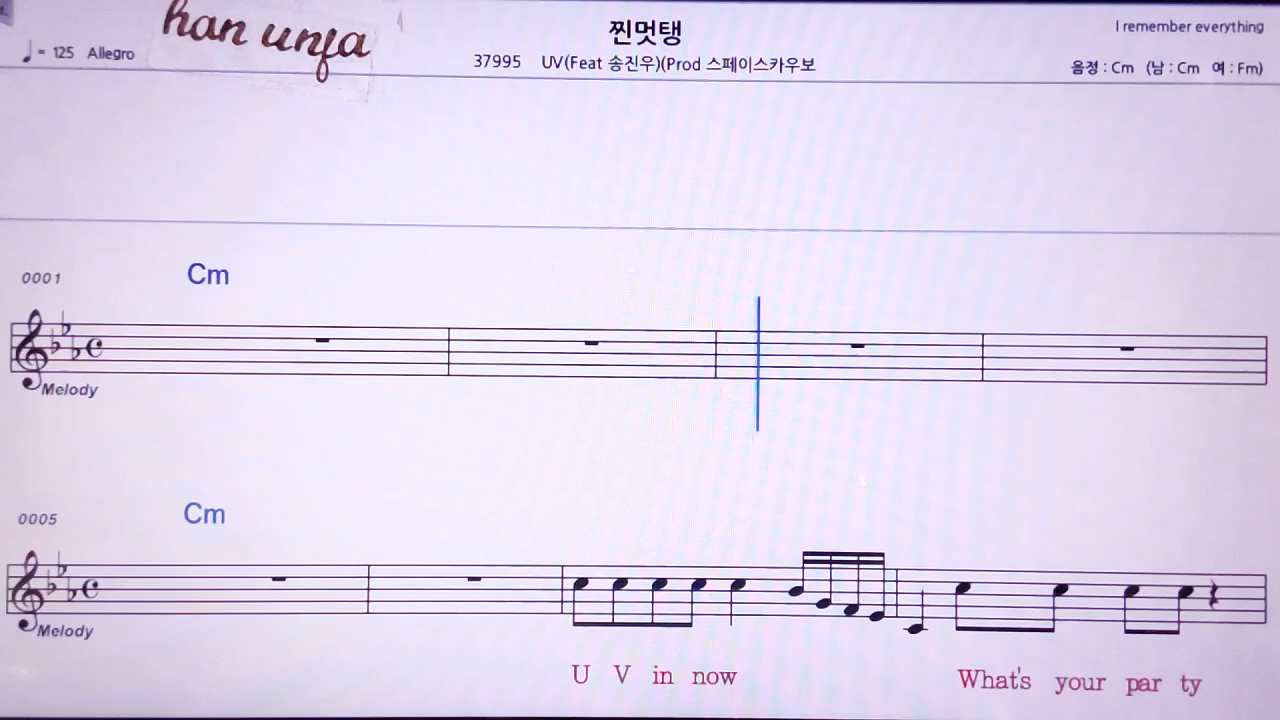 han unja
찐멋탱
I remember everything
♩= 125 Allegro
37995 UV(Feat 송진우)(Prod 스페이스카우보
음정 : Cm (남 : Cm 여 : Fm)
0001 Cm
Melody
0005 Cm
Melody
U V in now What's your par ty